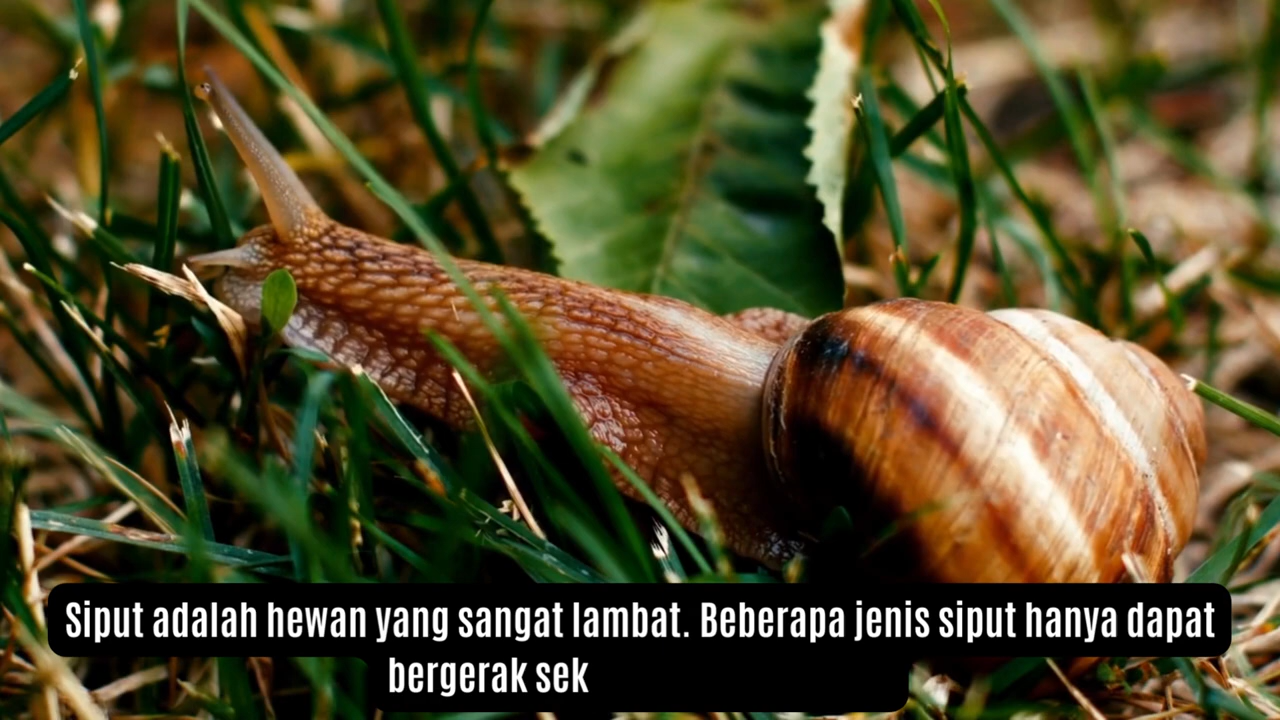 Siput adalah hewan yang sangat lambat. Beberapa jenis siput hanya dapat
bergerak sek